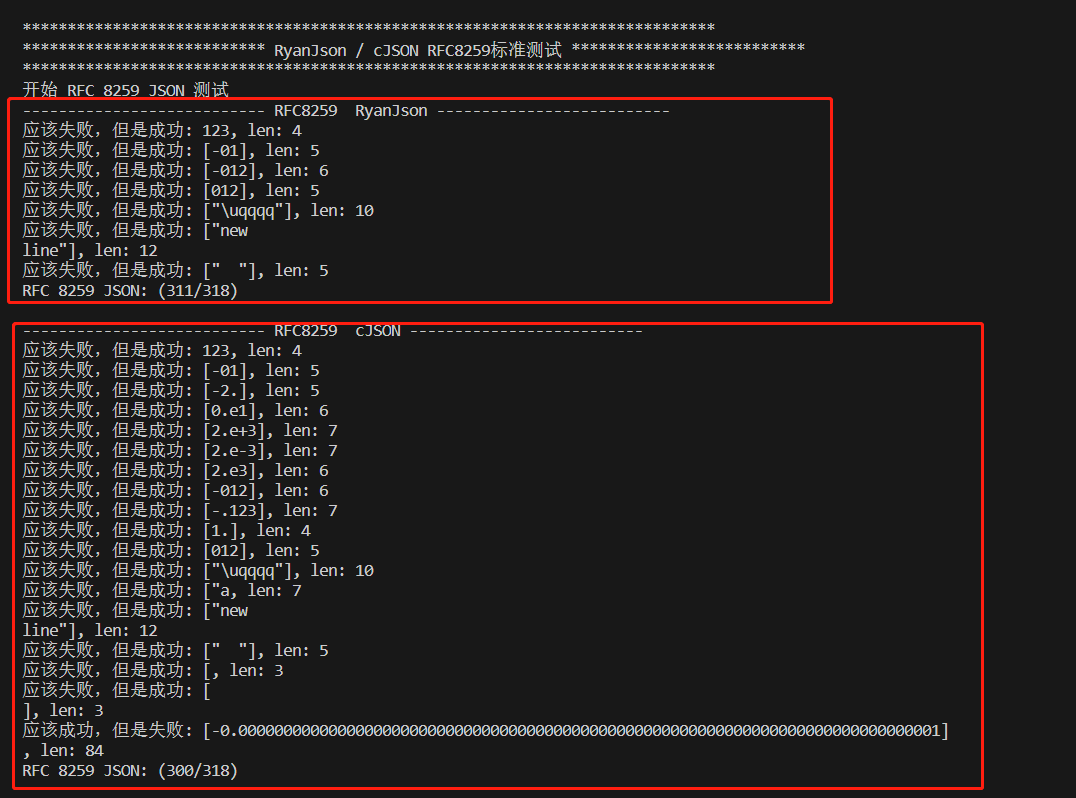 *****************************************************************************
*************************** RyanJson / cJSON RFC8259标准测试 **************************
*****************************************************************************
开始 RFC 8259 JSON 测试
--------------------------- RFC8259  RyanJson --------------------------
应该失败，但是成功: 123, len: 4
应该失败，但是成功: [-01], len: 5
应该失败，但是成功: [-012], len: 6
应该失败，但是成功: [012], len: 5
应该失败，但是成功: ["\uqqqq"], len: 10
应该失败，但是成功: ["new
line"], len: 12
应该失败，但是成功: ["  "], len: 5
RFC 8259 JSON: (311/318)
--------------------------- RFC8259  cJSON --------------------------
应该失败，但是成功: 123, len: 4
应该失败，但是成功: [-01], len: 5
应该失败，但是成功: [-2.], len: 5
应该失败，但是成功: [0.e1], len: 6
应该失败，但是成功: [2.e+3], len: 7
应该失败，但是成功: [2.e-3], len: 7
应该失败，但是成功: [2.e3], len: 6
应该失败，但是成功: [-012], len: 6
应该失败，但是成功: [-.123], len: 7
应该失败，但是成功: [1.], len: 4
应该失败，但是成功: [012], len: 5
应该失败，但是成功: ["\uqqqq"], len: 10
应该失败，但是成功: ["a, len: 7
应该失败，但是成功: ["new
line"], len: 12
应该失败，但是成功: ["  "], len: 5
应该失败，但是成功: [, len: 3
应该失败，但是成功: [
], len: 3
应该成功，但是失败: [-0.000000000000000000000000000000000000000000000000000000000000000000000000000001]
, len: 84
RFC 8259 JSON: (300/318)